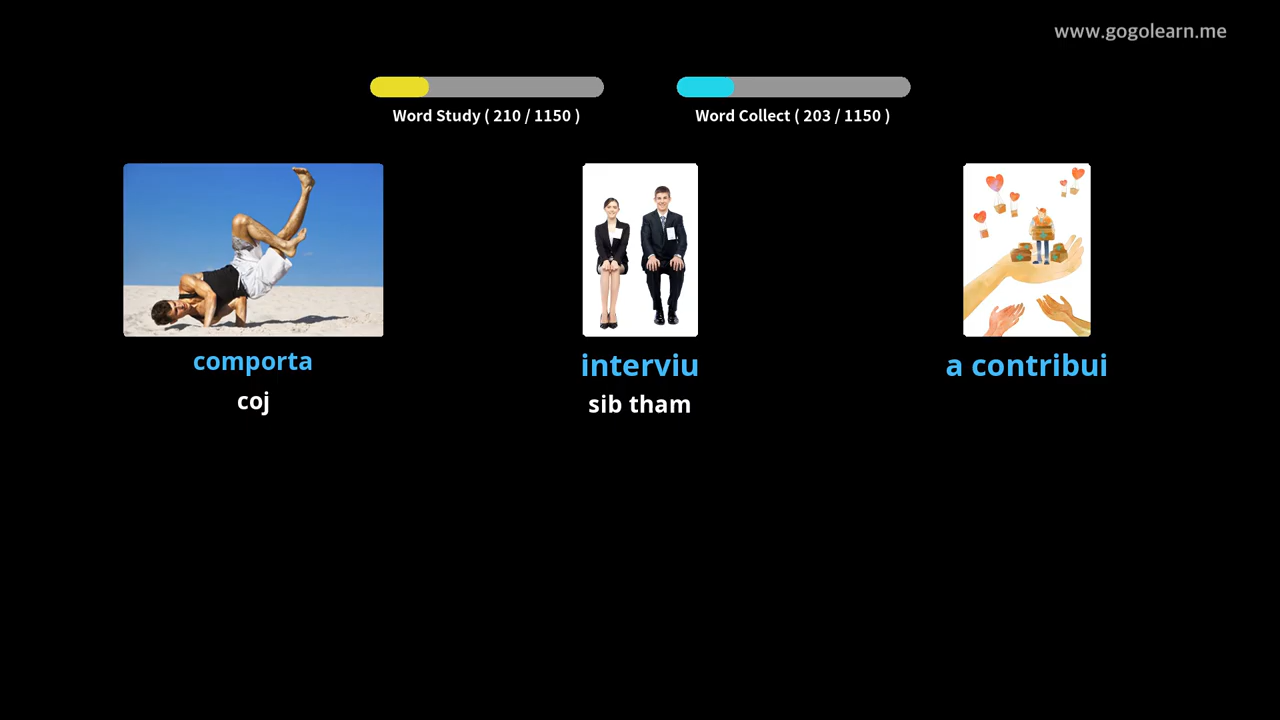 www.gogolearn.me
Word Study ( 210 / 1150 )
Word Collect ( 203 / 1150 )
comporta
coj
interviu
sib tham
a contribui